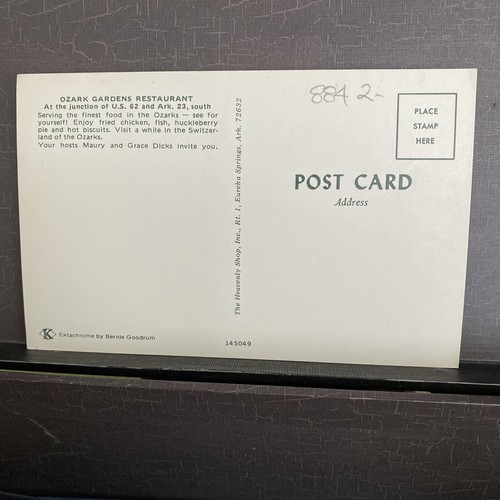 OZARK GARDENS RESTAURANT
At the junction of U.S. 62 and Ark. 23, south
Serving the finest food in the Ozarks — see for
yourself! Enjoy fried chicken, fish, huckleberry
pie and hot biscuits. Visit a while in the Switzer-
land of the Ozarks.
Your hosts Maury and Grace Dicks invite you.
K
Ektachrome by Bernie Goodrum
The Heavenly Shop, Inc., Rt. 1, Eureka Springs, Ark. 72632
145049
884 2-
PLACE
STAMP
HERE
POST CARD
Address